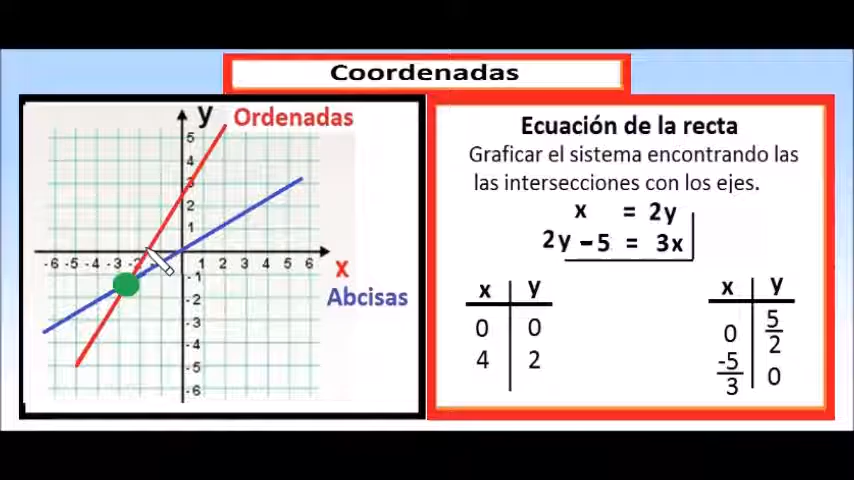 Coordenadas
y Ordenadas
5
4
3
2
1
-6 -5 -4 -3 -2 1 2 3 4 5 6
x
Abcisas
-1
-2
-3
-4
-5
-6
Ecuación de la recta
Graficar el sistema encontrando las
las intersecciones con los ejes.
x = 2y
2y - 5 = 3x
x y
0 0
4 2
x y
0 5/2
-5/3 0